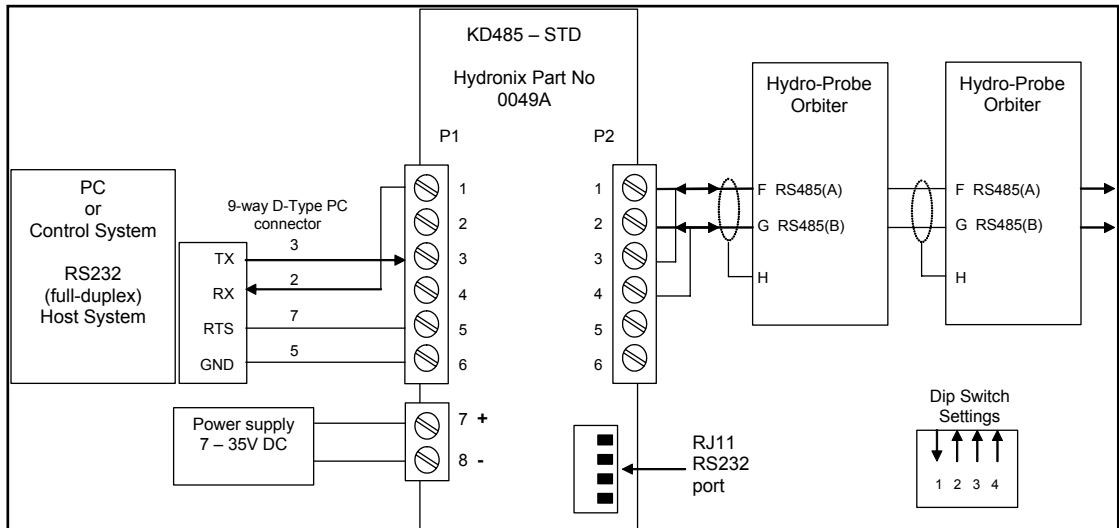 KD485 – STD
Hydronix Part No
0049A
P1
P2
PC
or
Control System
RS232
(full-duplex)
Host System
9-way D-Type PC
connector
TX
RX
RTS
GND
3
2
7
5
1
2
3
4
5
6
Power supply
7 – 35V DC
7 +
8 -
1
2
3
4
5
6
RJ11
RS232
port
Hydro-Probe
Orbiter
F RS485(A)
G RS485(B)
H
Hydro-Probe
Orbiter
F RS485(A)
G RS485(B)
H
Dip Switch
Settings
1 2 3 4